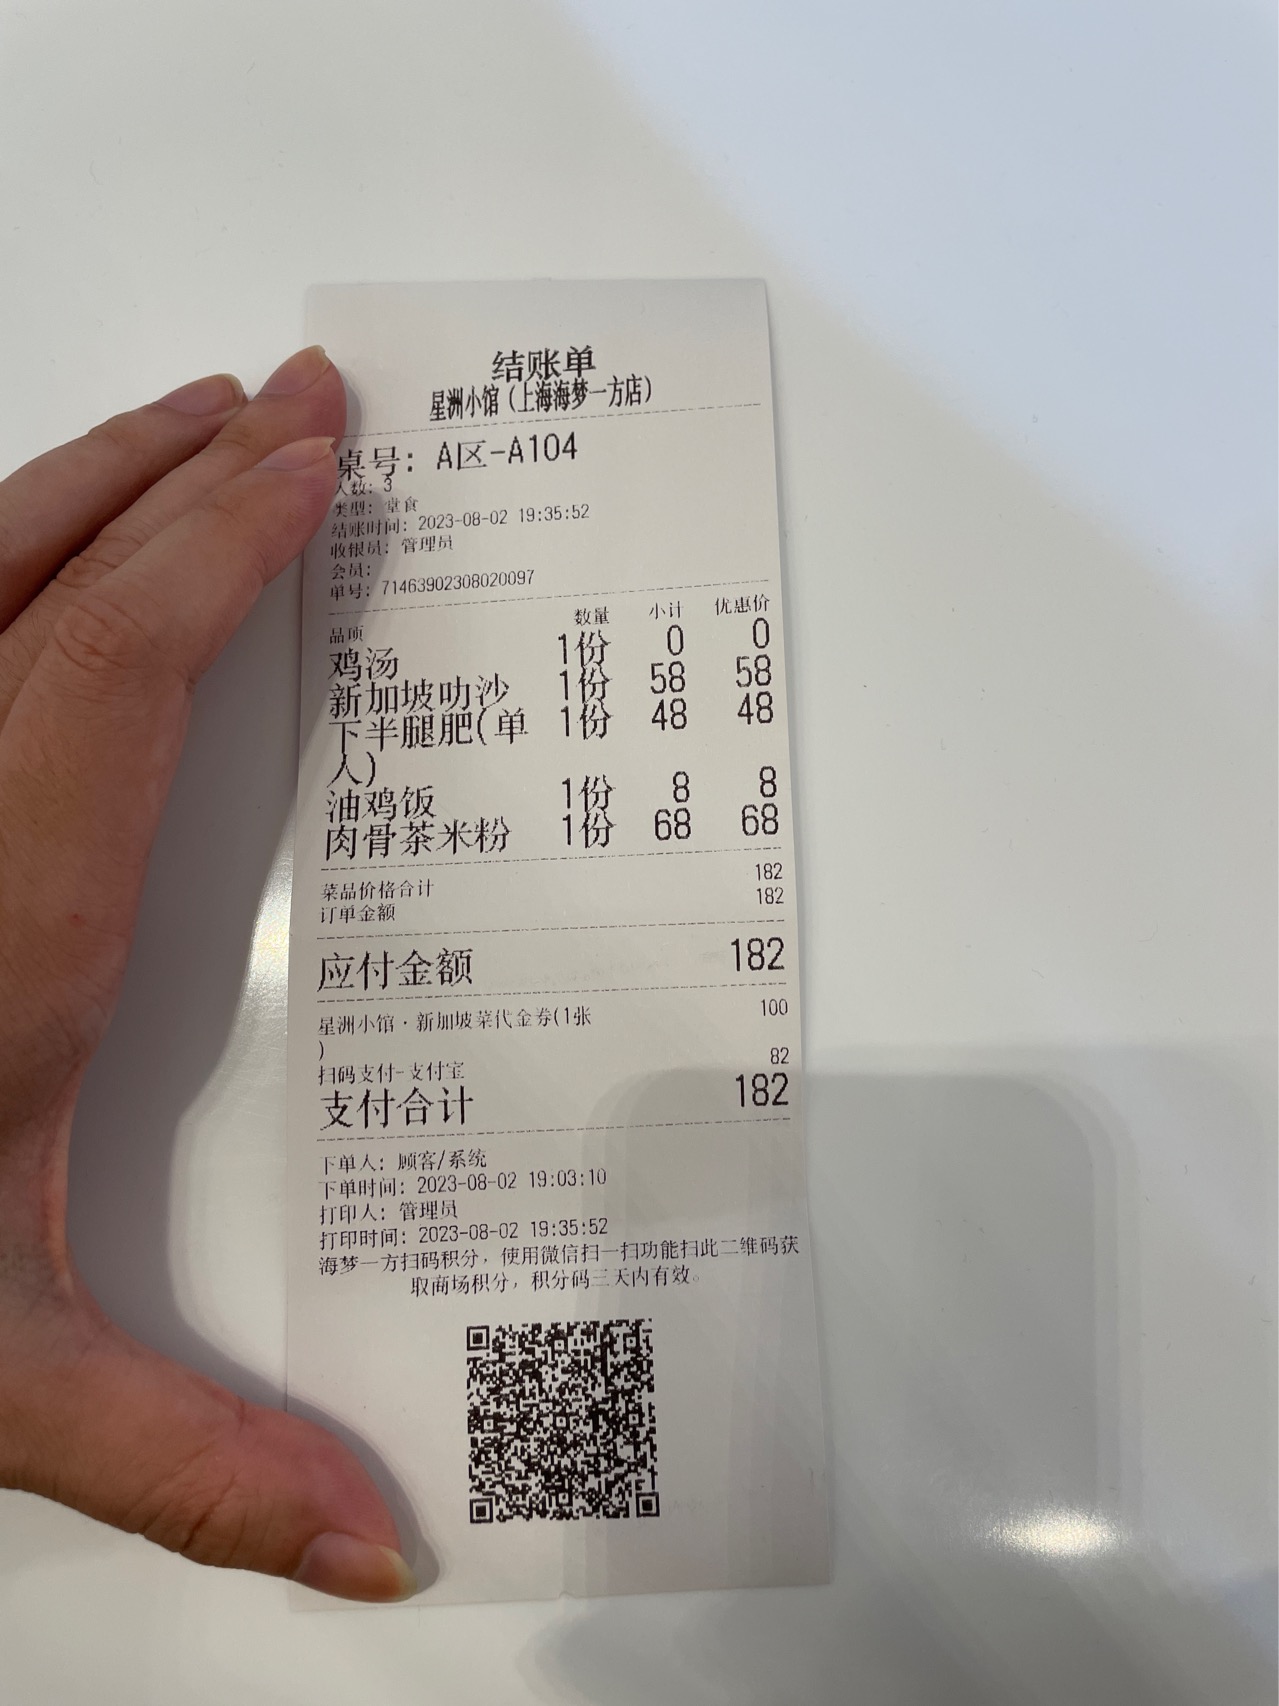 结账单
星洲小馆（上海海梦一方店）
桌号： A区-A104
人数：3
类型：堂食
结账时间：2023-08-02 19:35:52
收银员：管理员
会员：
单号：71463902308020097
品项 数量 小计 优惠价
鸡汤 1份 0 0
新加坡叻沙 1份 58 58
下半腿肥(单 1份 48 48
人)
油鸡饭 1份 8 8
肉骨茶米粉 1份 68 68
菜品价格合计 182
订单金额 182
应付金额 182
星洲小馆·新加坡菜代金券(1张 100
)
扫码支付-支付宝 82
支付合计 182
下单人：顾客/系统
下单时间：2023-08-02 19:03:10
打印人：管理员
打印时间：2023-08-02 19:35:52
海梦一方扫码积分，使用微信扫一扫功能扫此二维码获
取商场积分，积分码三天内有效。